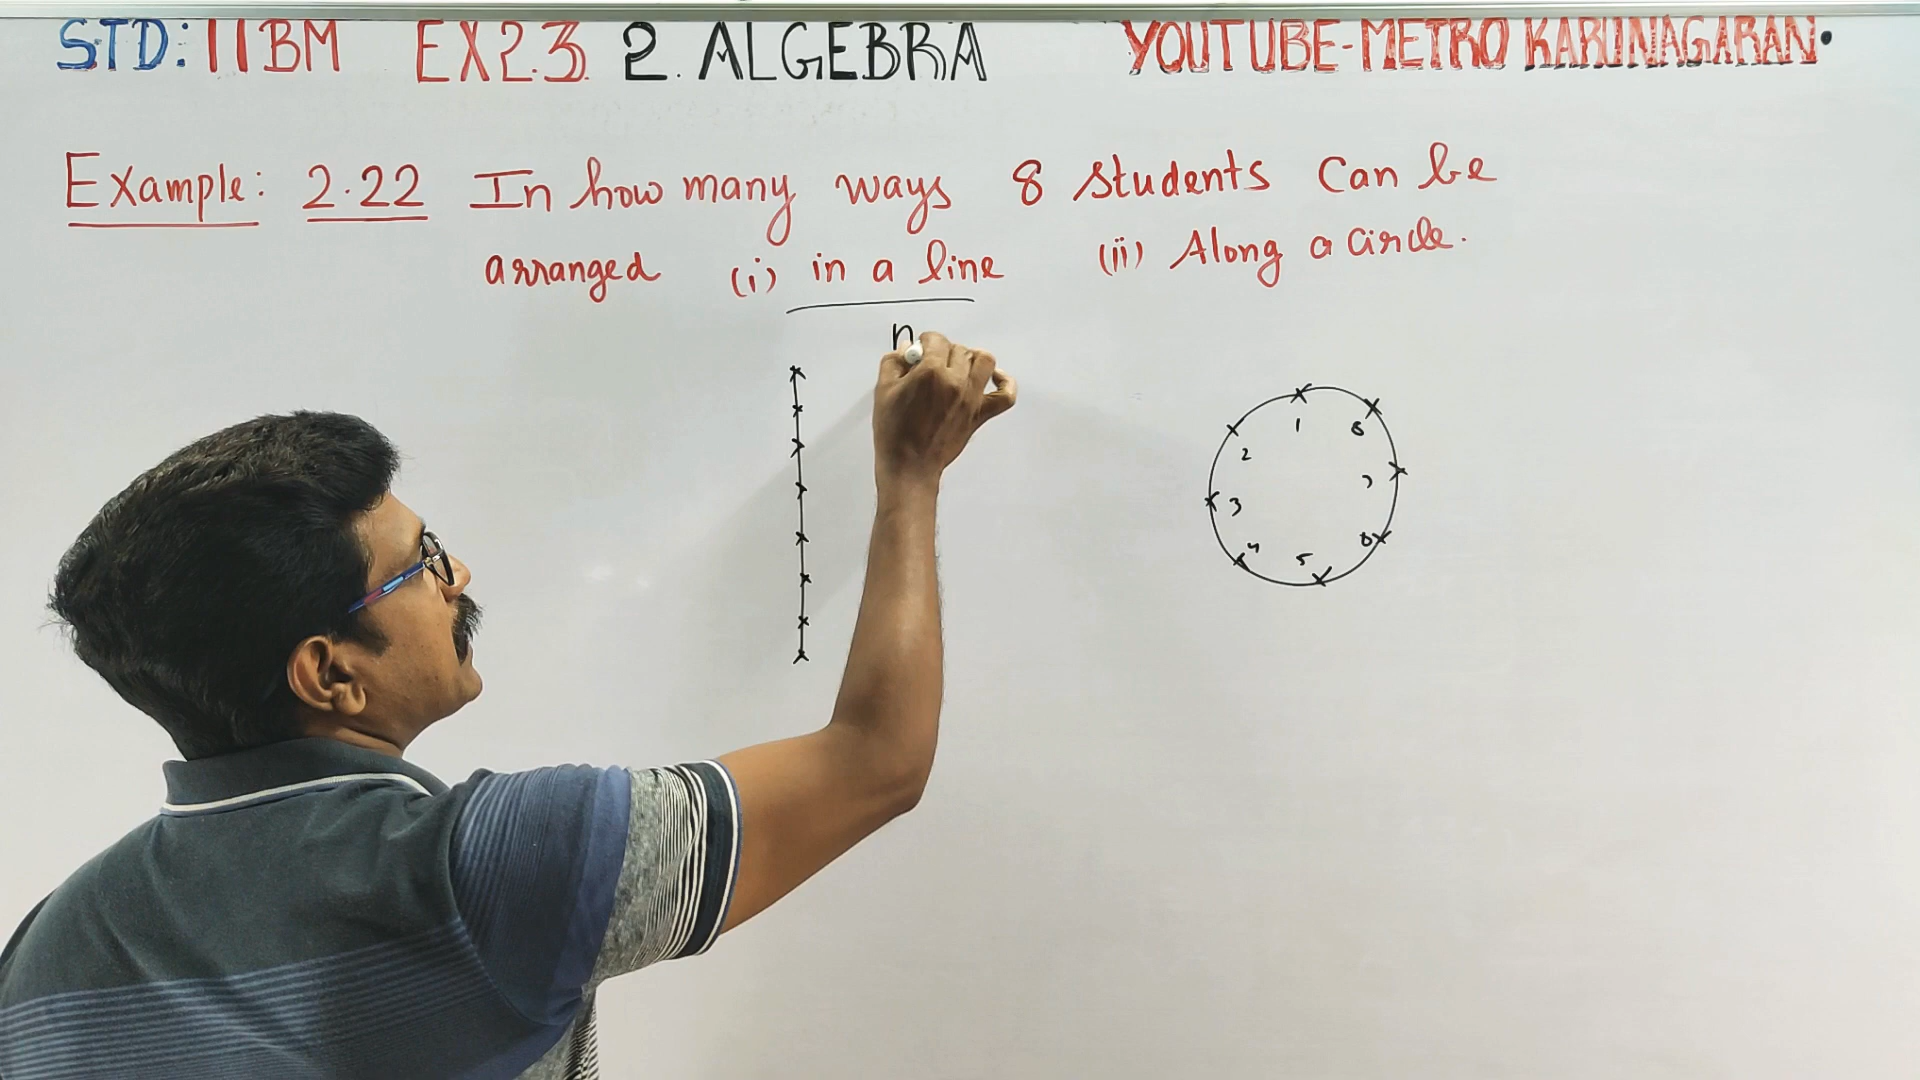 STD: 11BM EX2.3 2. ALGEBRA YOUTUBE-METRO KARUNAGARAN.
Example: 2.22 In how many ways 8 students Can be
arranged (i) in a line (ii) Along a circle.
n
1 8
2
3 7
4 5 6